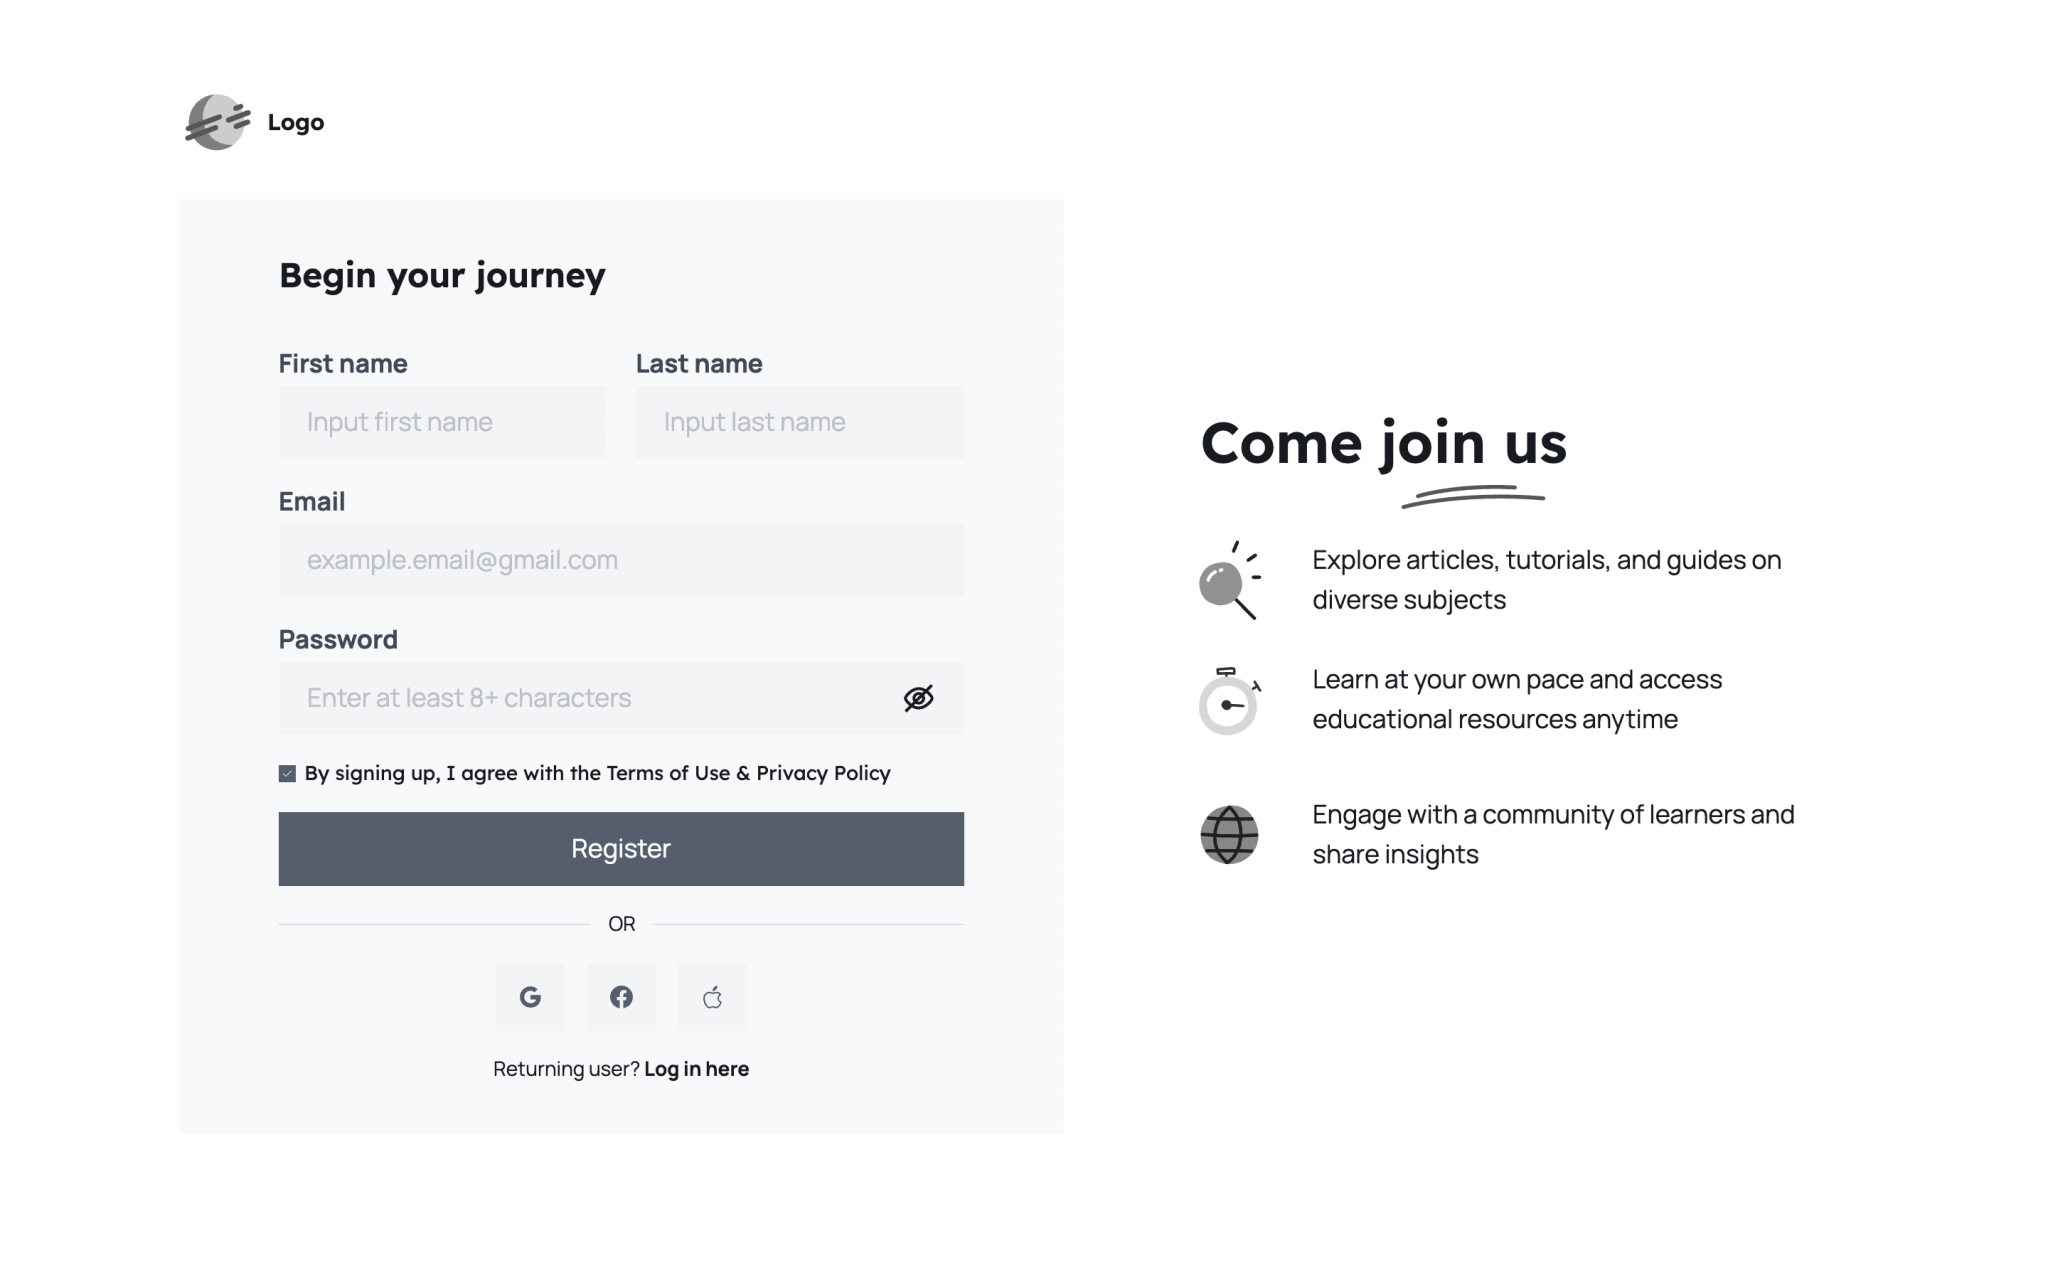 Logo
Begin your journey
First name
Last name
Input first name
Input last name
Email
example.email@gmail.com
Password
Enter at least 8+ characters
By signing up, I agree with the Terms of Use & Privacy Policy
Register
OR
Returning user? Log in here
Come join us
Explore articles, tutorials, and guides on
diverse subjects
Learn at your own pace and access
educational resources anytime
Engage with a community of learners and
share insights